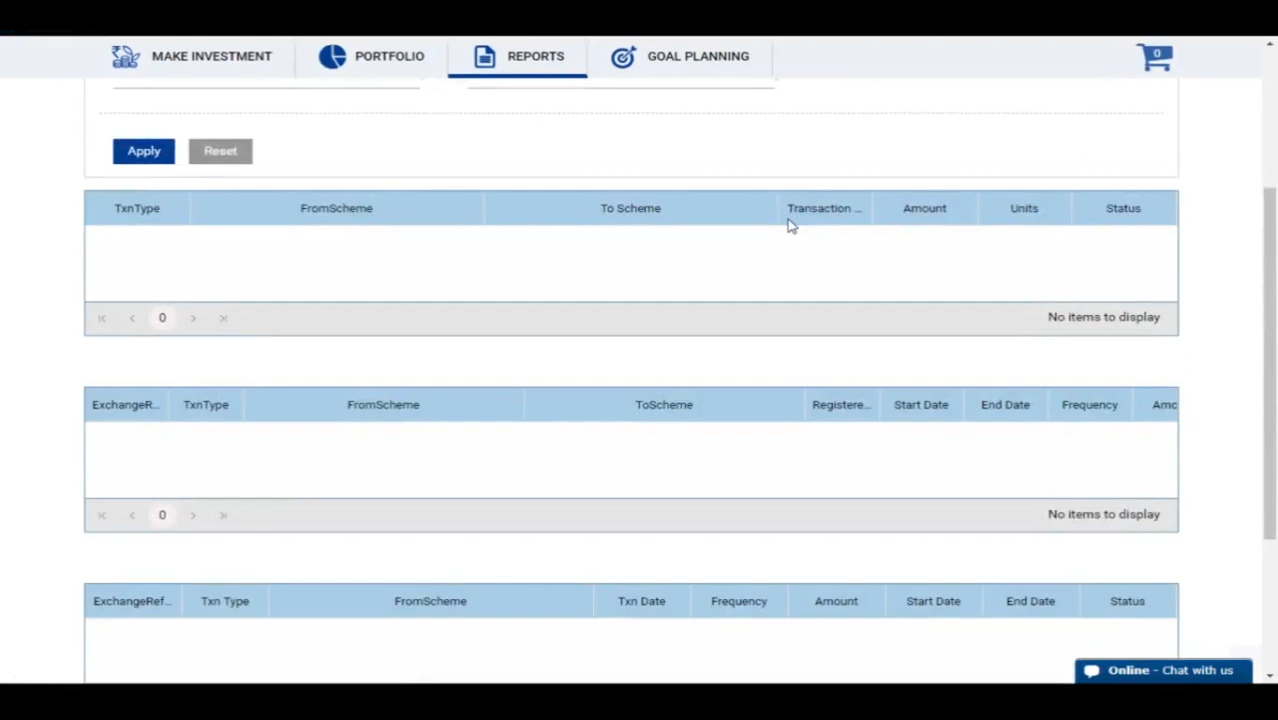 MAKE INVESTMENT PORTFOLIO REPORTS GOAL PLANNING 0
Apply Reset
TxnType FromScheme To Scheme Transaction ... Amount Units Status
0 No items to display
ExchangeR... TxnType FromScheme ToScheme Registere... Start Date End Date Frequency Amo
0 No items to display
ExchangeRef... Txn Type FromScheme Txn Date Frequency Amount Start Date End Date Status
Online - Chat with us